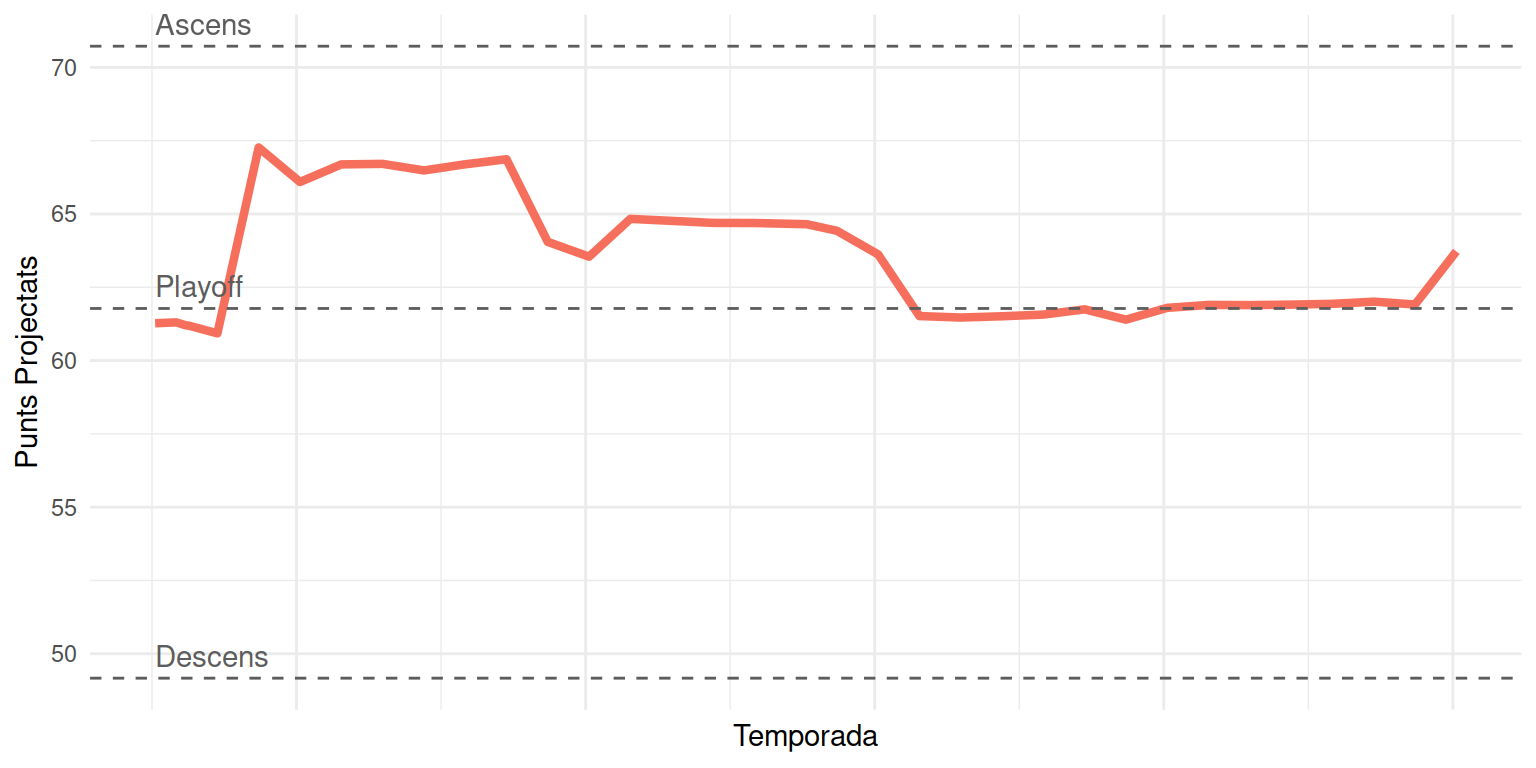 Ascens
70
65
Playoff
60
55
Descens
50
Punts Projectats
Temporada